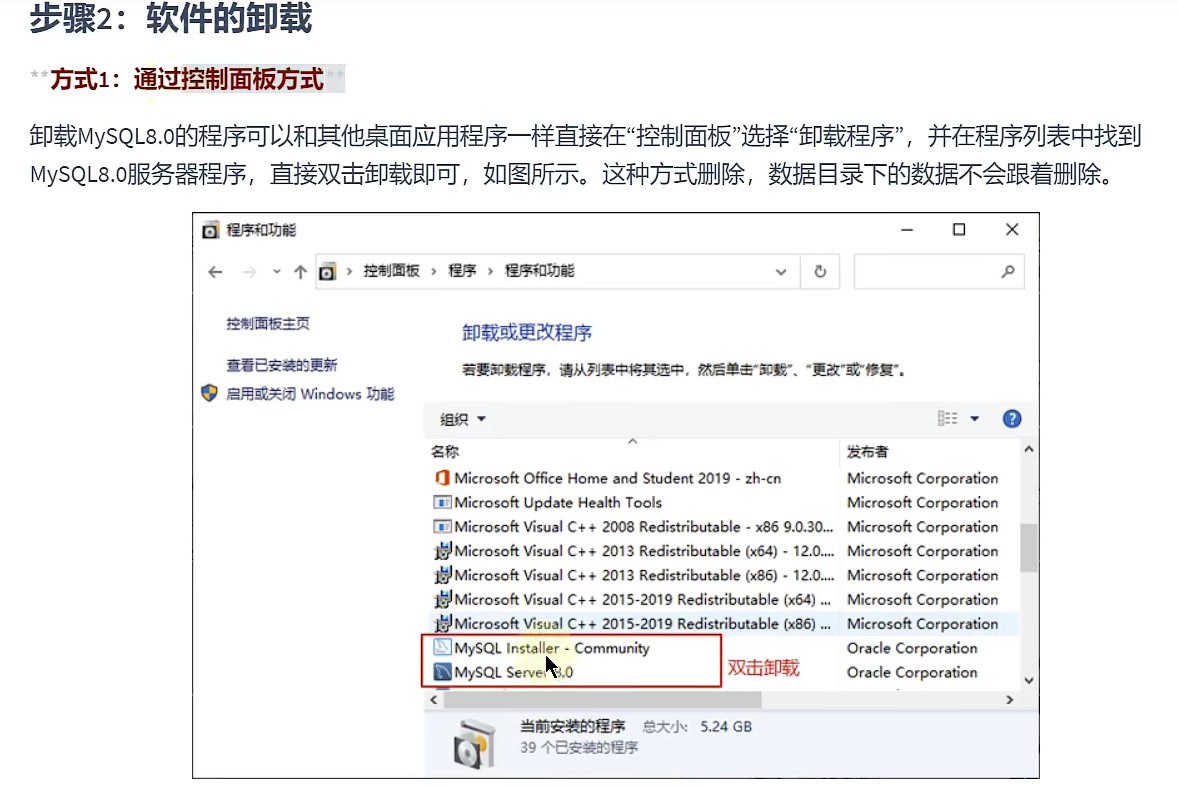 步骤2：软件的卸载
**方式1：通过控制面板方式**
卸载MySQL8.0的程序可以和其他桌面应用程序一样直接在“控制面板”选择“卸载程序”，并在程序列表中找到
MySQL8.0服务器程序，直接双击卸载即可，如图所示。这种方式删除，数据目录下的数据不会跟着删除。
程序和功能
控制面板 › 程序 › 程序和功能
控制面板主页
卸载或更改程序
查看已安装的更新
若要卸载程序，请从列表中将其选中，然后单击“卸载”、“更改”或“修复”。
启用或关闭 Windows 功能
组织
名称 发布者
Microsoft Office Home and Student 2019 - zh-cn Microsoft Corporation
Microsoft Update Health Tools Microsoft Corporation
Microsoft Visual C++ 2008 Redistributable - x86 9.0.30... Microsoft Corporation
Microsoft Visual C++ 2013 Redistributable (x64) - 12.0.... Microsoft Corporation
Microsoft Visual C++ 2013 Redistributable (x86) - 12.0.... Microsoft Corporation
Microsoft Visual C++ 2015-2019 Redistributable (x64) ... Microsoft Corporation
Microsoft Visual C++ 2015-2019 Redistributable (x86) ... Microsoft Corporation
MySQL Installer - Community Oracle Corporation
双击卸载
MySQL Server 8.0 Oracle Corporation
当前安装的程序 总大小: 5.24 GB
39 个已安装的程序